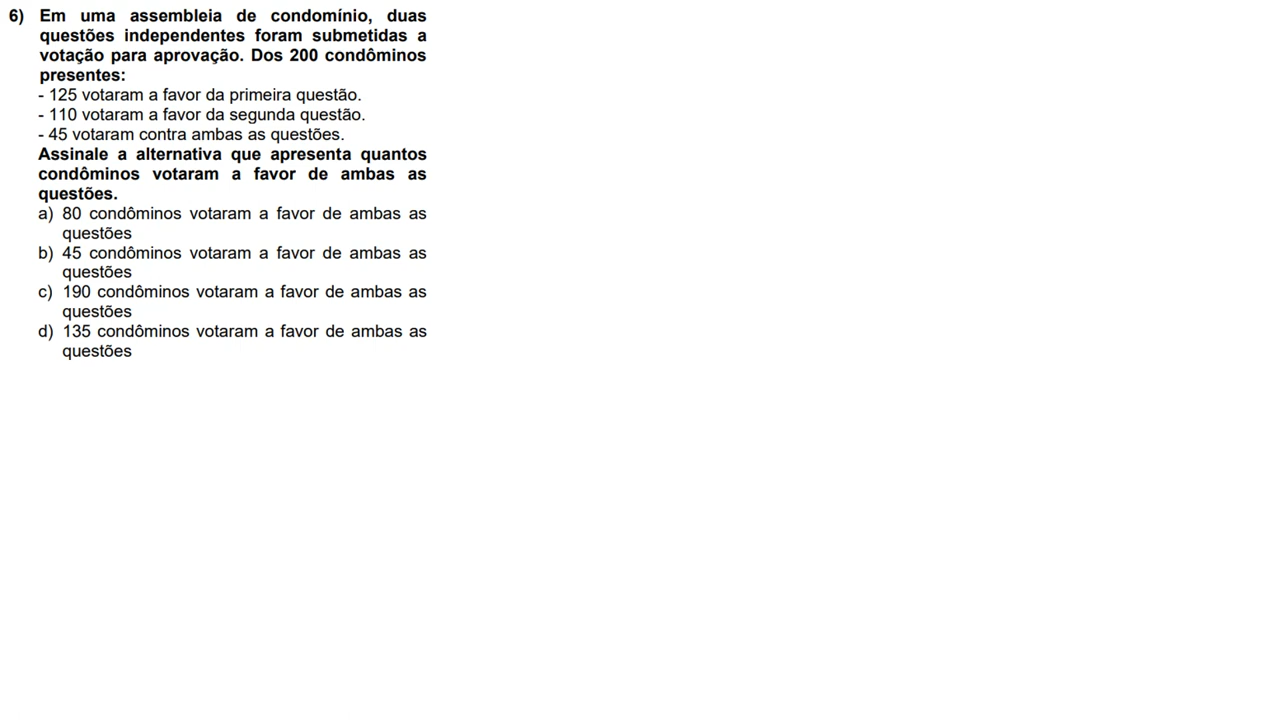 6) Em uma assembleia de condomínio, duas
questões independentes foram submetidas a
votação para aprovação. Dos 200 condôminos
presentes:
- 125 votaram a favor da primeira questão.
- 110 votaram a favor da segunda questão.
- 45 votaram contra ambas as questões.
Assinale a alternativa que apresenta quantos
condôminos votaram a favor de ambas as
questões.
a) 80 condôminos votaram a favor de ambas as
questões
b) 45 condôminos votaram a favor de ambas as
questões
c) 190 condôminos votaram a favor de ambas as
questões
d) 135 condôminos votaram a favor de ambas as
questões